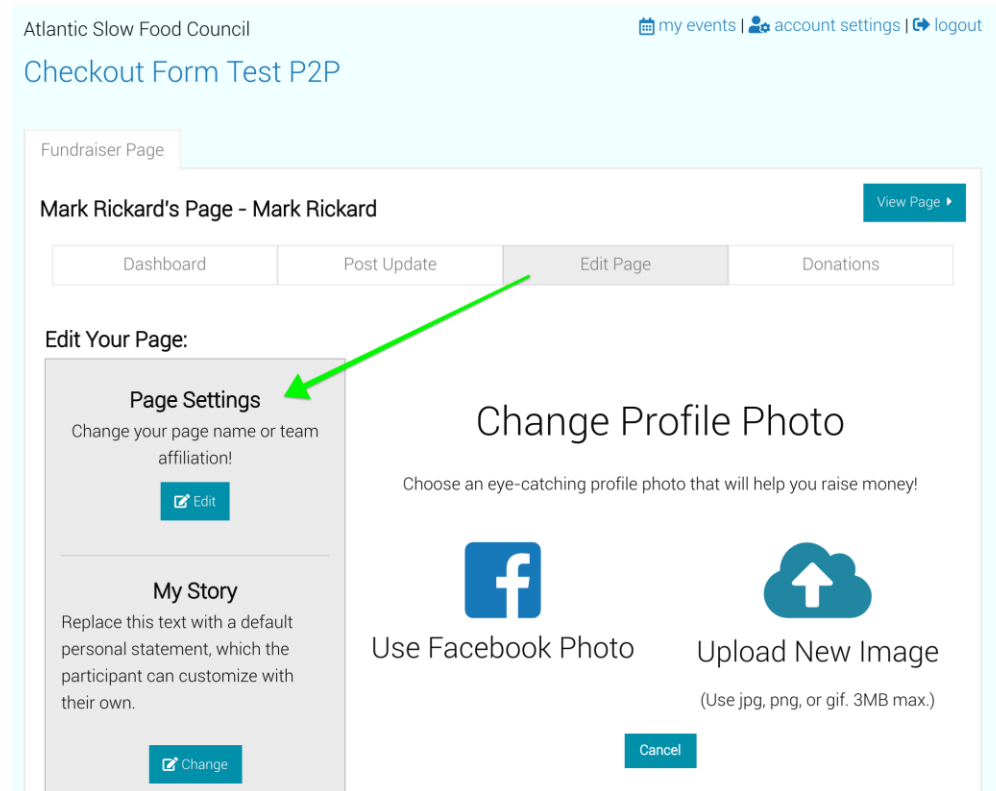 Atlantic Slow Food Council
my events | account settings | logout
Checkout Form Test P2P
Fundraiser Page
Mark Rickard's Page - Mark Rickard
View Page
Dashboard
Post Update
Edit Page
Donations
Edit Your Page:
Page Settings
Change your page name or team
affiliation!
Edit
My Story
Replace this text with a default
personal statement, which the
participant can customize with
their own.
Change
Change Profile Photo
Choose an eye-catching profile photo that will help you raise money!
Use Facebook Photo
Upload New Image
(Use jpg, png, or gif. 3MB max.)
Cancel